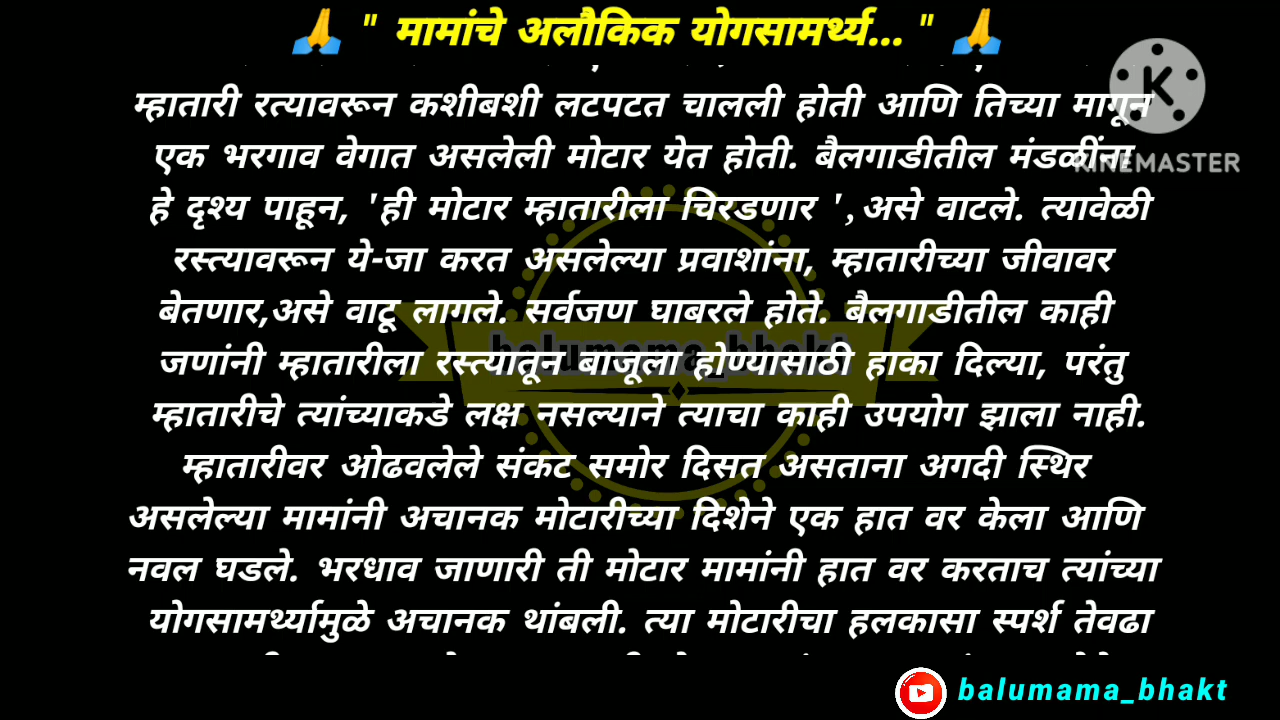 🙏 " मामांचे अलौकिक योगसामर्थ्य... " 🙏
म्हातारी रत्यावरून कशीबशी लटपटत चालली होती आणि तिच्या मागून
एक भरगाव वेगात असलेली मोटार येत होती. बैलगाडीतील मंडळींना
KINEMASTER
हे दृश्य पाहून, 'ही मोटार म्हातारीला चिरडणार ',असे वाटले. त्यावेळी
रस्त्यावरून ये-जा करत असलेल्या प्रवाशांना, म्हातारीच्या जीवावर
बेतणार,असे वाटू लागले. सर्वजण घाबरले होते. बैलगाडीतील काही
balumama_bhakt
जणांनी म्हातारीला रस्त्यातून बाजूला होण्यासाठी हाका दिल्या, परंतु
म्हातारीचे त्यांच्याकडे लक्ष नसल्याने त्याचा काही उपयोग झाला नाही.
म्हातारीवर ओढवलेले संकट समोर दिसत असताना अगदी स्थिर
असलेल्या मामांनी अचानक मोटारीच्या दिशेने एक हात वर केला आणि
नवल घडले. भरधाव जाणारी ती मोटार मामांनी हात वर करताच त्यांच्या
योगसामर्थ्यामुळे अचानक थांबली. त्या मोटारीचा हलकासा स्पर्श तेवढा
balumama_bhakt